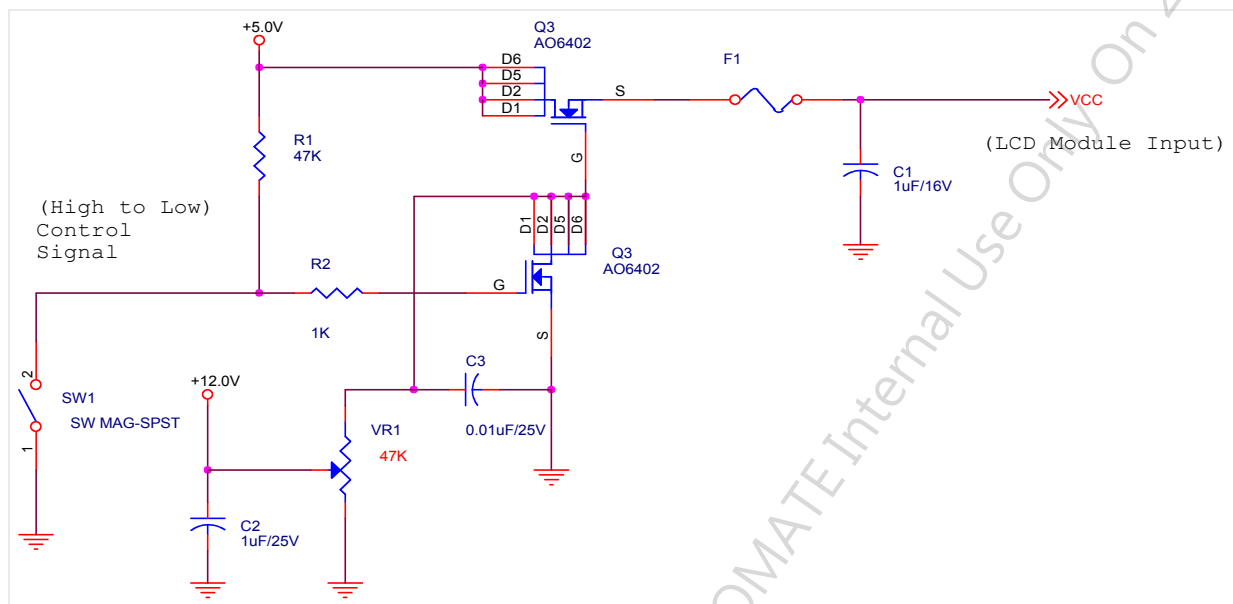 +5.0V
Q3
AO6402
D6
D5
D2
D1
S
G
F1
VCC
(LCD Module Input)
R1
47K
C1
1uF/16V
(High to Low)
Control
Signal
D1
D2
D5
D6
Q3
AO6402
R2
1K
G
S
2
SW1
SW MAG-SPST
1
+12.0V
C3
0.01uF/25V
VR1
47K
C2
1uF/25V
OMATE Internal Use Only On 2